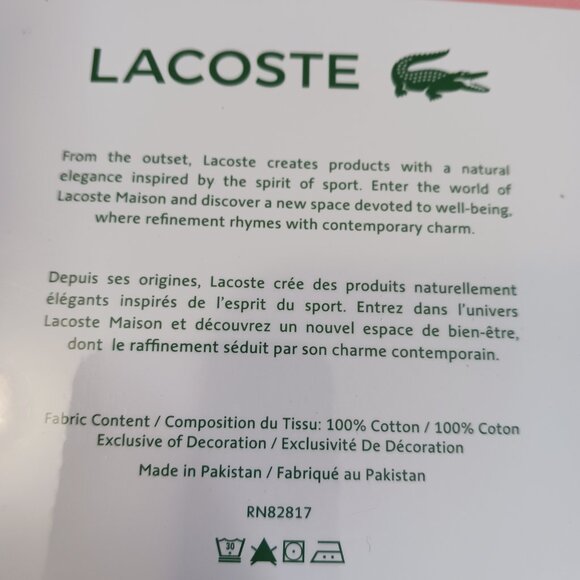 LACOSTE
From the outset, Lacoste creates products with a natural
elegance inspired by the spirit of sport. Enter the world of
Lacoste Maison and discover a new space devoted to well-being,
where refinement rhymes with contemporary charm.
Depuis ses origines, Lacoste crée des produits naturellement
élégants inspirés de l'esprit du sport. Entrez dans l'univers
Lacoste Maison et découvrez un nouvel espace de bien-être,
dont le raffinement séduit par son charme contemporain.
Fabric Content / Composition du Tissu: 100% Cotton / 100% Coton
Exclusive of Decoration / Exclusivité De Décoration
Made in Pakistan / Fabriqué au Pakistan
RN82817
30